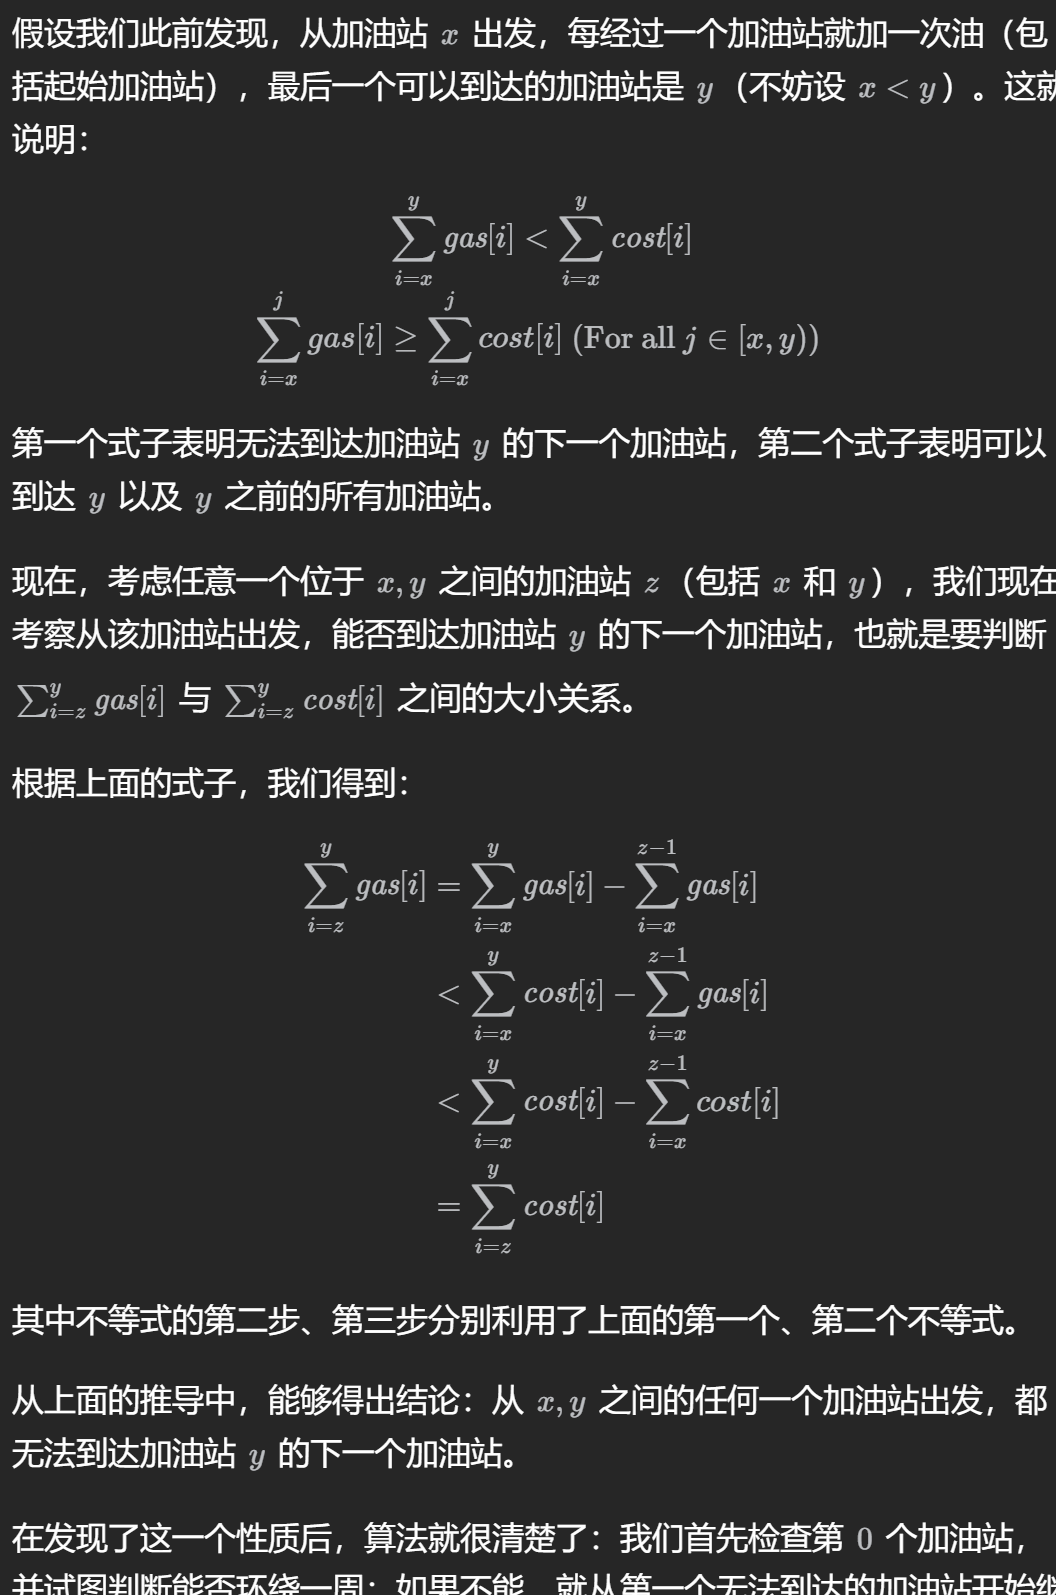 假设我们此前发现，从加油站 x 出发，每经过一个加油站就加一次油（包
括起始加油站），最后一个可以到达的加油站是 y（不妨设 x < y）。这就
说明：
$\sum_{i=x}^{y} gas[i] < \sum_{i=x}^{y} cost[i]$
$\sum_{i=x}^{j} gas[i] \ge \sum_{i=x}^{j} cost[i] \text{ (For all } j \in [x, y))$
第一个式子表明无法到达加油站 y 的下一个加油站，第二个式子表明可以
到达 y 以及 y 之前的所有加油站。
现在，考虑任意一个位于 x, y 之间的加油站 z（包括 x 和 y），我们现在
考察从该加油站出发，能否到达加油站 y 的下一个加油站，也就是要判断
$\sum_{i=z}^{y} gas[i]$ 与 $\sum_{i=z}^{y} cost[i]$ 之间的大小关系。
根据上面的式子，我们得到：
$\sum_{i=z}^{y} gas[i] = \sum_{i=x}^{y} gas[i] - \sum_{i=x}^{z-1} gas[i]$
$< \sum_{i=x}^{y} cost[i] - \sum_{i=x}^{z-1} gas[i]$
$< \sum_{i=x}^{y} cost[i] - \sum_{i=x}^{z-1} cost[i]$
$= \sum_{i=z}^{y} cost[i]$
其中不等式的第二步、第三步分别利用了上面的第一个、第二个不等式。
从上面的推导中，能够得出结论：从 x, y 之间的任何一个加油站出发，都
无法到达加油站 y 的下一个加油站。
在发现了这一个性质后，算法就很清楚了：我们首先检查第 0 个加油站，
并试图判断能否环绕一周；如果不能，就从第一个无法到达的加油站开始继